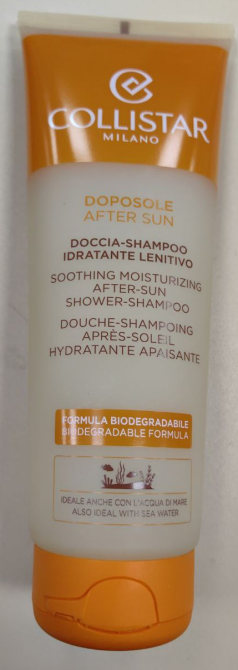 COLLISTAR
MILANO
DOPOSOLE
AFTER SUN
DOCCIA-SHAMPOO
IDRATANTE LENITIVO
SOOTHING MOISTURIZING
AFTER-SUN
SHOWER-SHAMPOO
DOUCHE-SHAMPOING
APRÈS-SOLEIL
HYDRATANTE APAISANTE
FORMULA BIODEGRADABILE
BIODEGRADABLE FORMULA
IDEALE ANCHE CON L'ACQUA DI MARE
ALSO IDEAL WITH SEA WATER